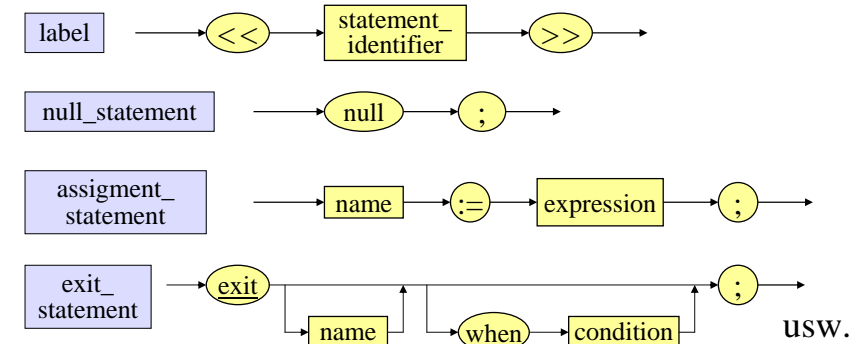 label << statement_
identifier >>
null_statement null ;
assigment_
statement name := expression ;
exit_
statement exit ;
name when condition usw.